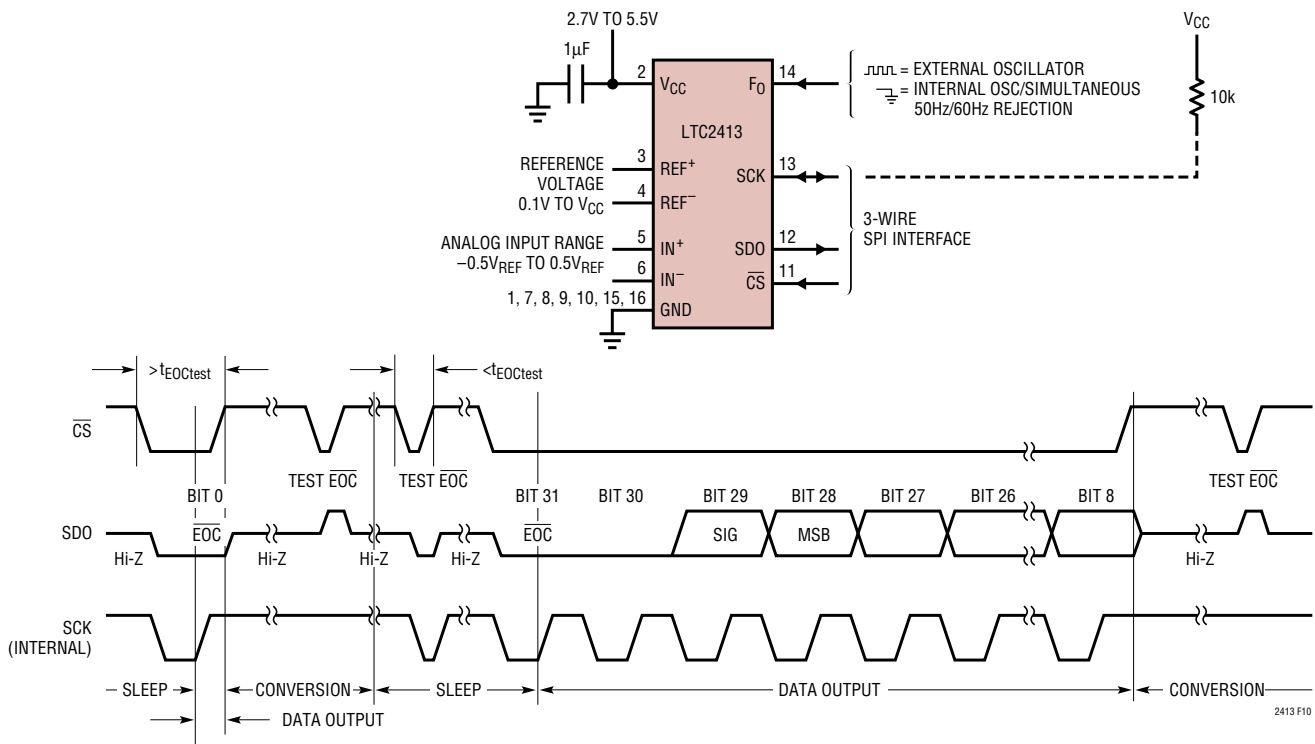 2.7V TO 5.5V
1µF
2
VCC
LTC2413
FO
14
= EXTERNAL OSCILLATOR
= INTERNAL OSC/SIMULTANEOUS
50Hz/60Hz REJECTION
VCC
10k
REFERENCE
VOLTAGE
0.1V TO VCC
3
REF+
4
REF–
SCK
13
ANALOG INPUT RANGE
–0.5VREF TO 0.5VREF
5
IN+
6
IN–
SDO
12
CS
11
3-WIRE
SPI INTERFACE
1, 7, 8, 9, 10, 15, 16
GND
>tEOCtest
<tEOCtest
CS
TEST EOC
TEST EOC
TEST EOC
BIT 0
BIT 31
BIT 30
BIT 29
BIT 28
BIT 27
BIT 26
BIT 8
SDO
EOC
EOC
SIG
MSB
Hi-Z
Hi-Z
Hi-Z
Hi-Z
Hi-Z
SCK
(INTERNAL)
SLEEP
CONVERSION
SLEEP
DATA OUTPUT
CONVERSION
DATA OUTPUT
2413 F10